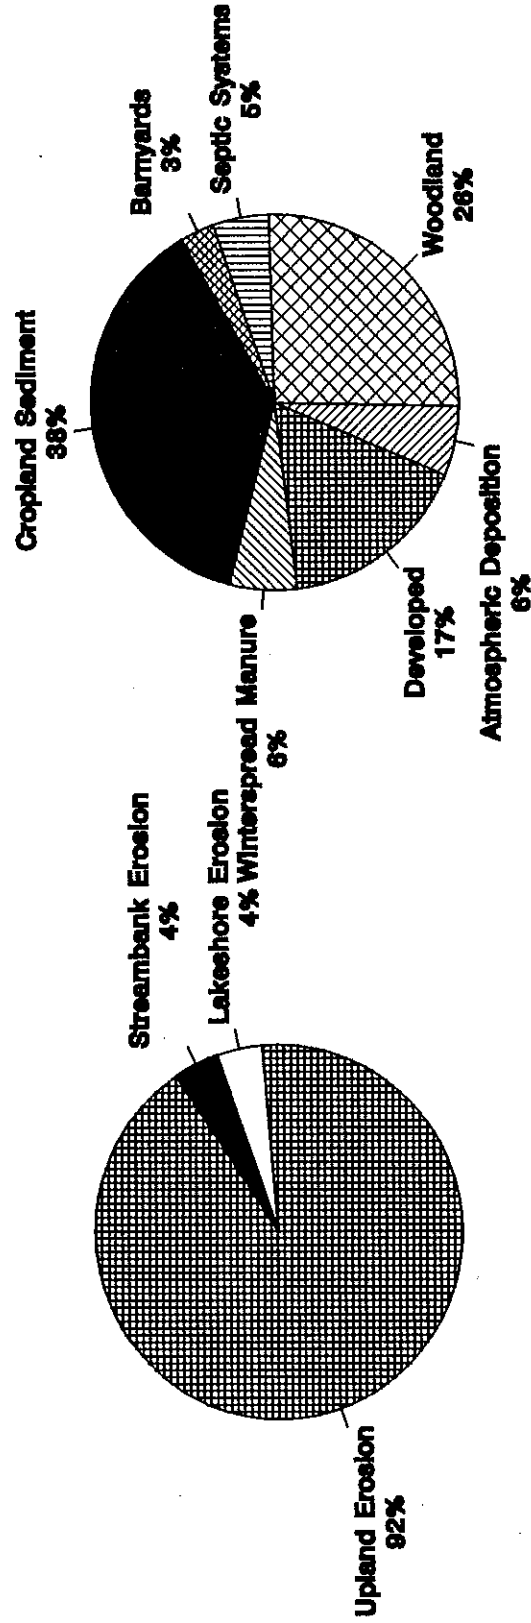 Streambank Erosion
4%
Lakeshore Erosion
4%
Upland Erosion
92%
Cropland Sediment
38%
Barnyards
3%
Septic Systems
5%
Winterspread Manure
6%
Woodland
26%
Developed
17%
Atmospheric Deposition
6%